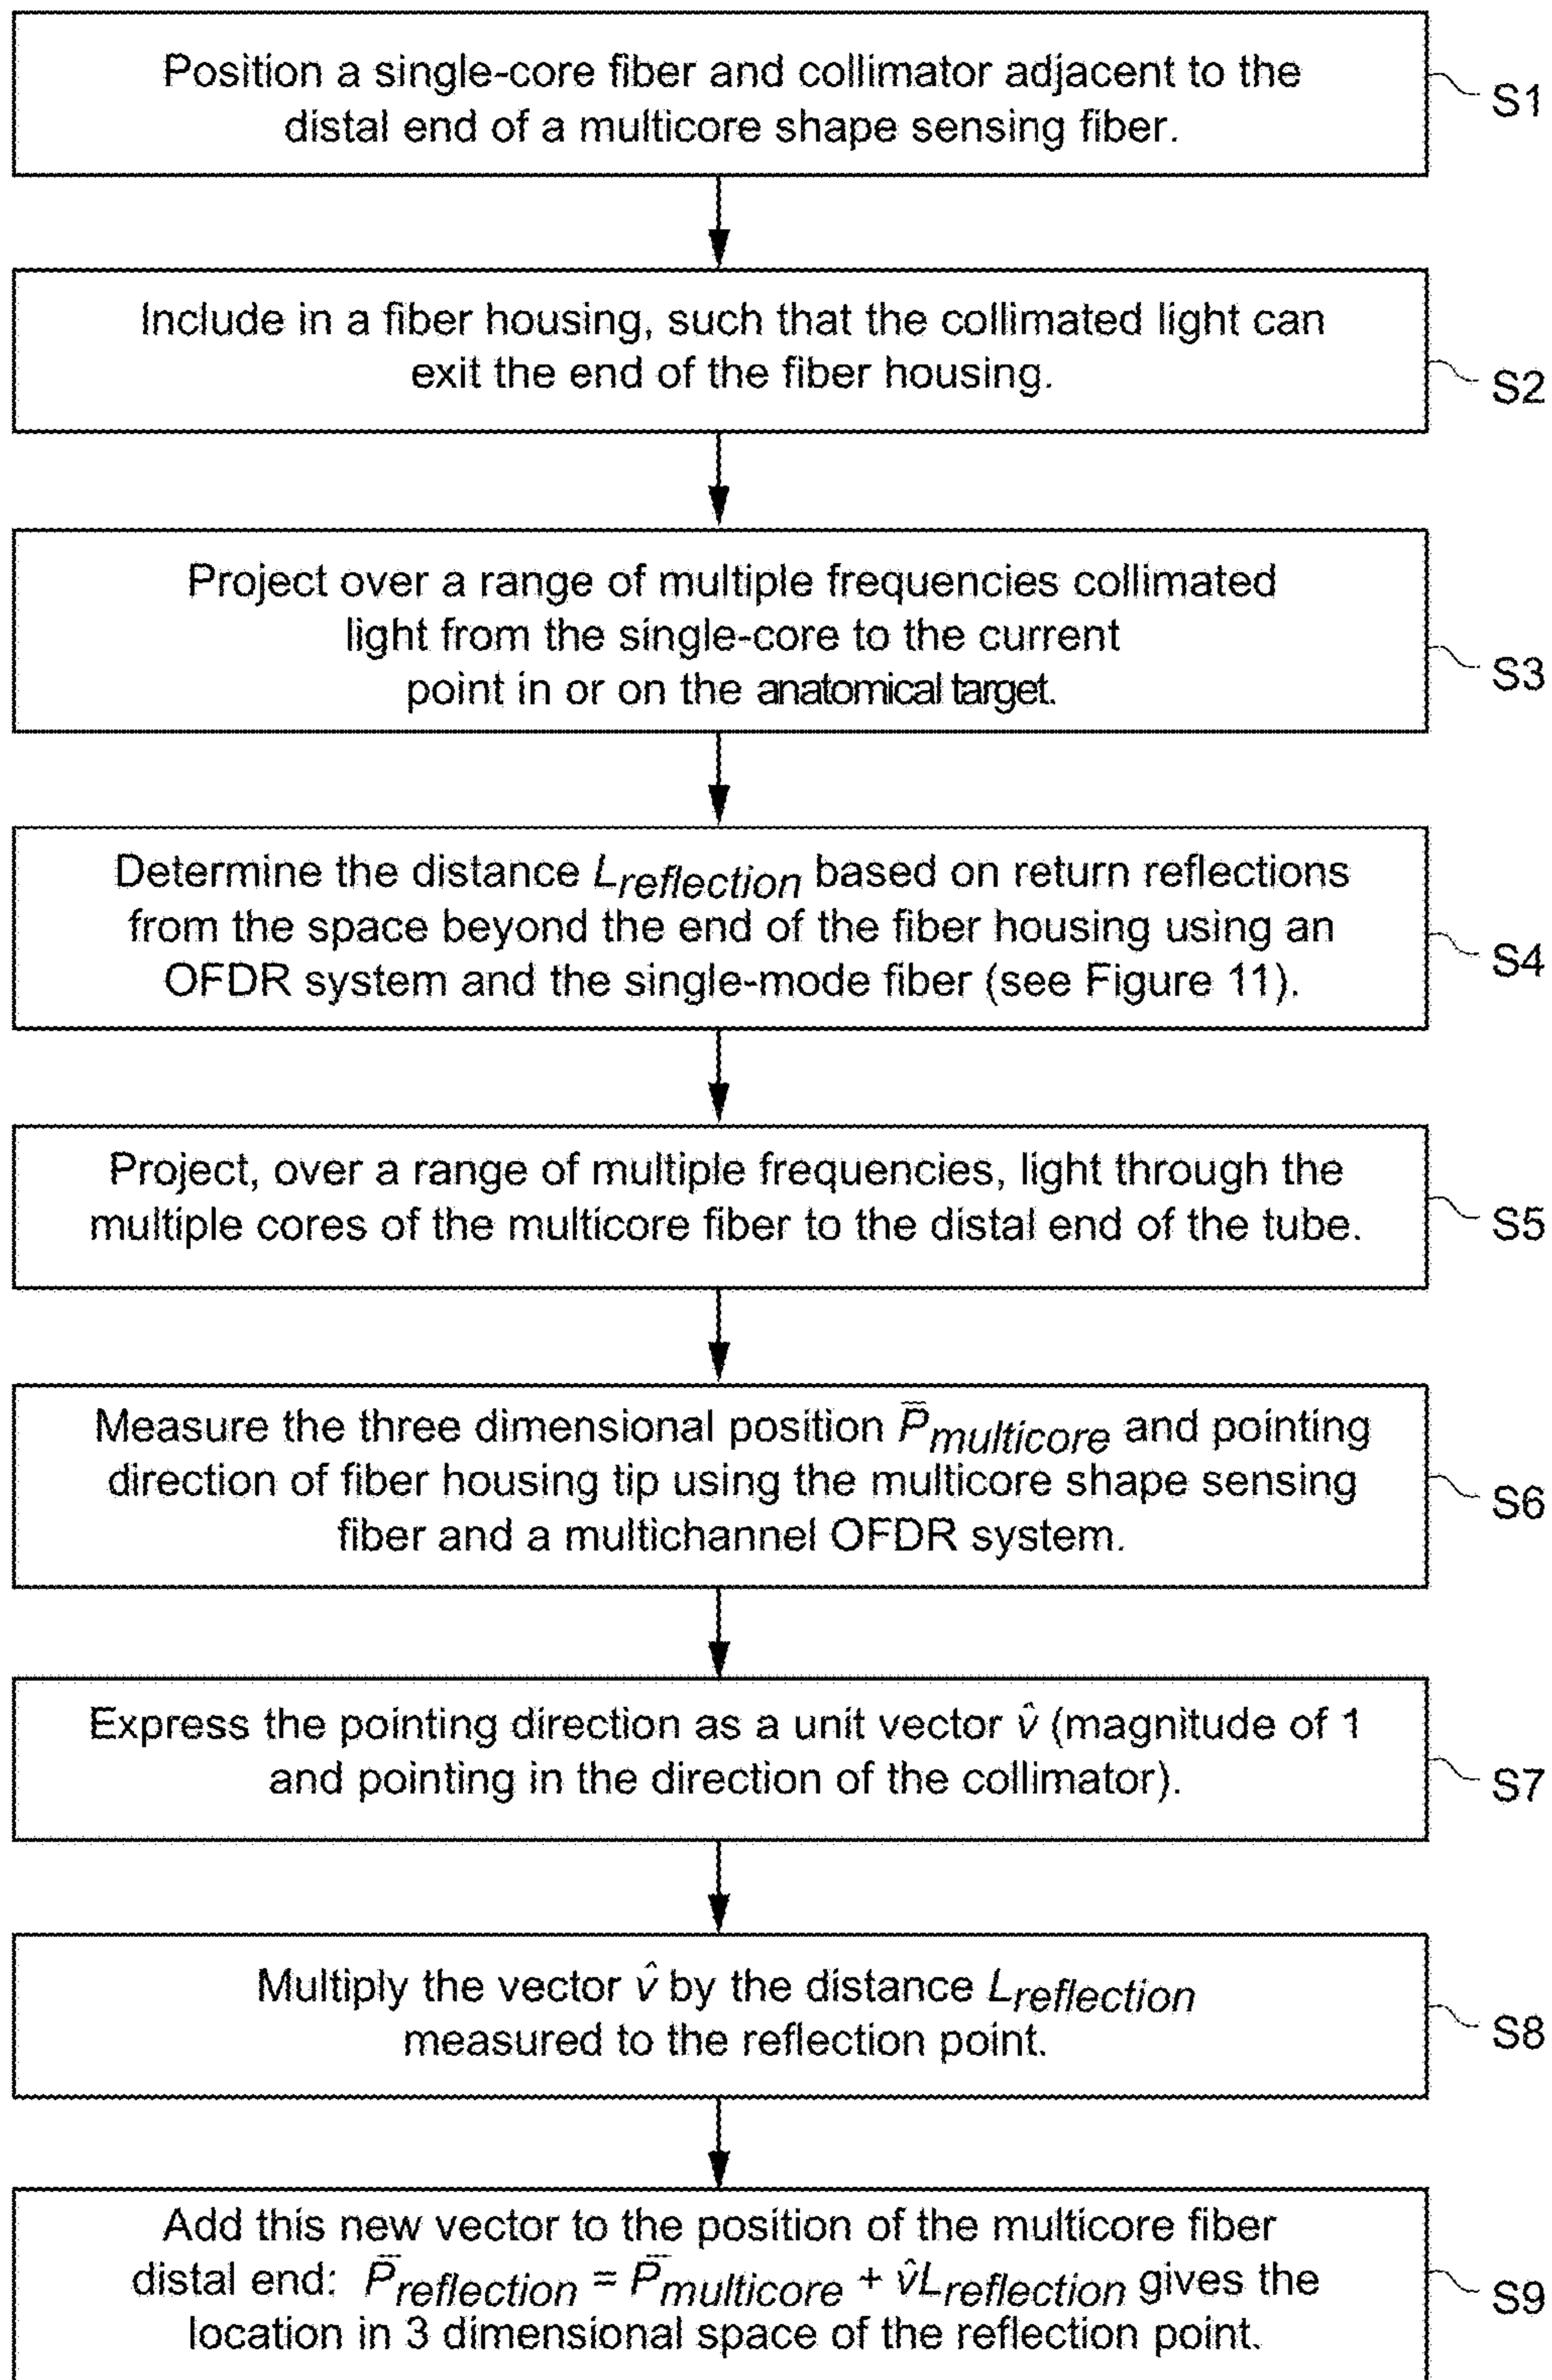 Position a single-core fiber and collimator adjacent to the
distal end of a multicore shape sensing fiber.
S1
Include in a fiber housing, such that the collimated light can
exit the end of the fiber housing.
S2
Project over a range of multiple frequencies collimated
light from the single-core to the current
point in or on the anatomical target.
S3
Determine the distance L_reflection based on return reflections
from the space beyond the end of the fiber housing using an
OFDR system and the single-mode fiber (see Figure 11).
S4
Project, over a range of multiple frequencies, light through the
multiple cores of the multicore fiber to the distal end of the tube.
S5
Measure the three dimensional position P̅_multicore and pointing
direction of fiber housing tip using the multicore shape sensing
fiber and a multichannel OFDR system.
S6
Express the pointing direction as a unit vector v̂ (magnitude of 1
and pointing in the direction of the collimator).
S7
Multiply the vector v̂ by the distance L_reflection
measured to the reflection point.
S8
Add this new vector to the position of the multicore fiber
distal end: P̅_reflection = P̅_multicore + v̂L_reflection gives the
location in 3 dimensional space of the reflection point.
S9